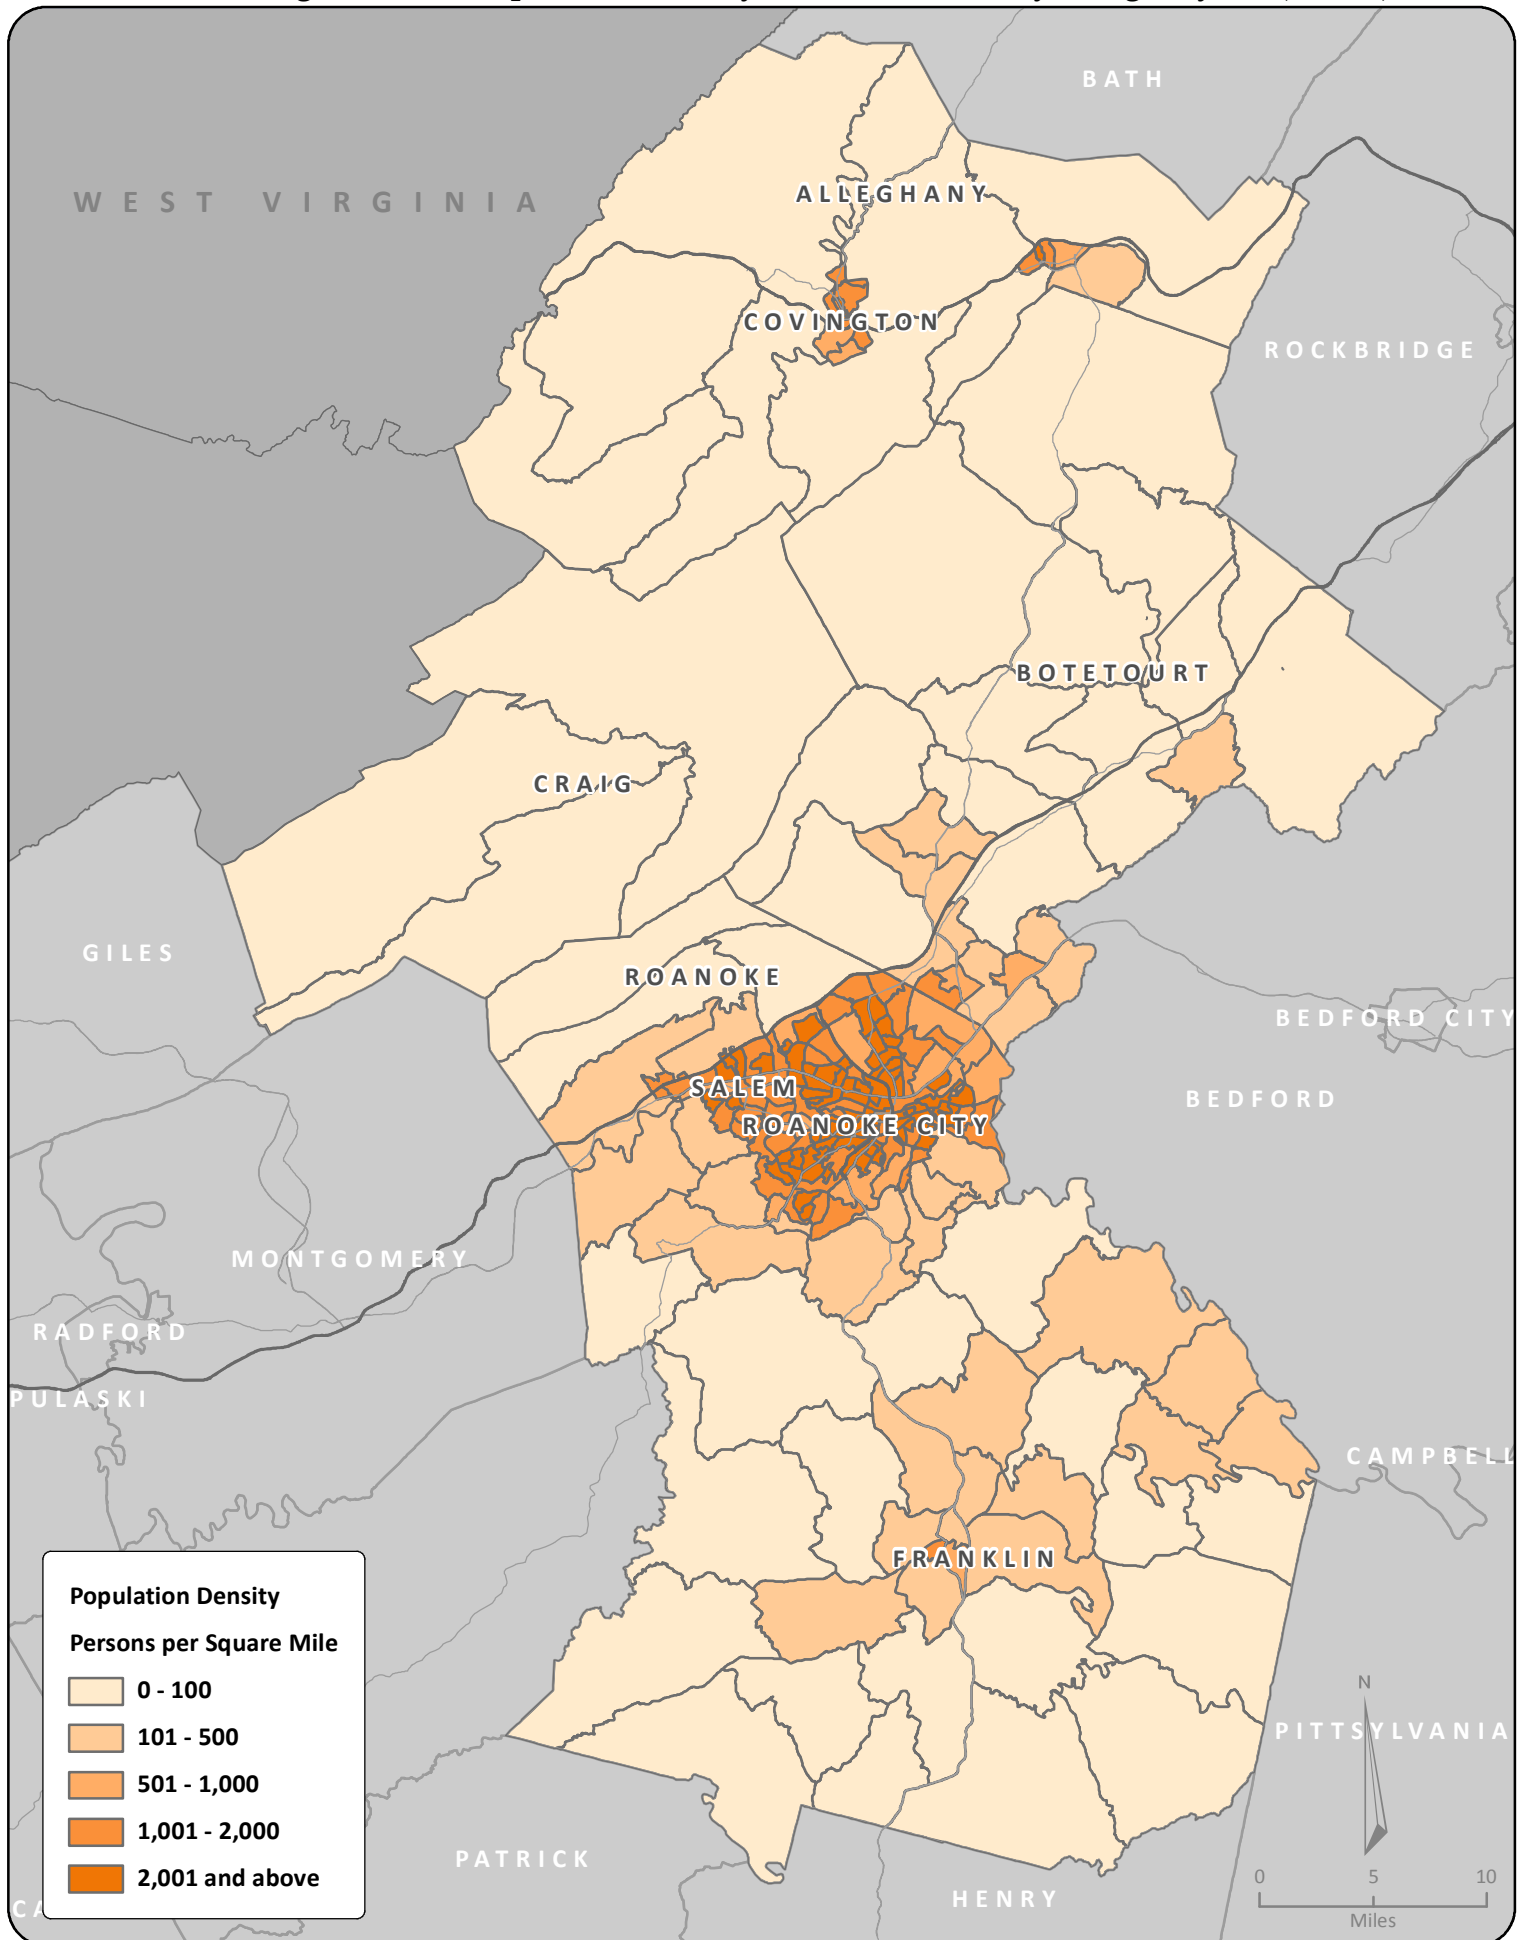 BATH
WEST VIRGINIA
ALLEGHANY
COVINGTON
ROCKBRIDGE
BOTETOURT
CRAIG
GILES
ROANOKE
BEDFORD CITY
SALEM
BEDFORD
ROANOKE CITY
MONTGOMERY
RADFORD
PULASKI
CAMPBELL
FRANKLIN
Population Density
Persons per Square Mile
0 - 100
101 - 500
501 - 1,000
1,001 - 2,000
2,001 and above
N
PITTSYLVANIA
PATRICK
HENRY
CA
0 5 10
Miles